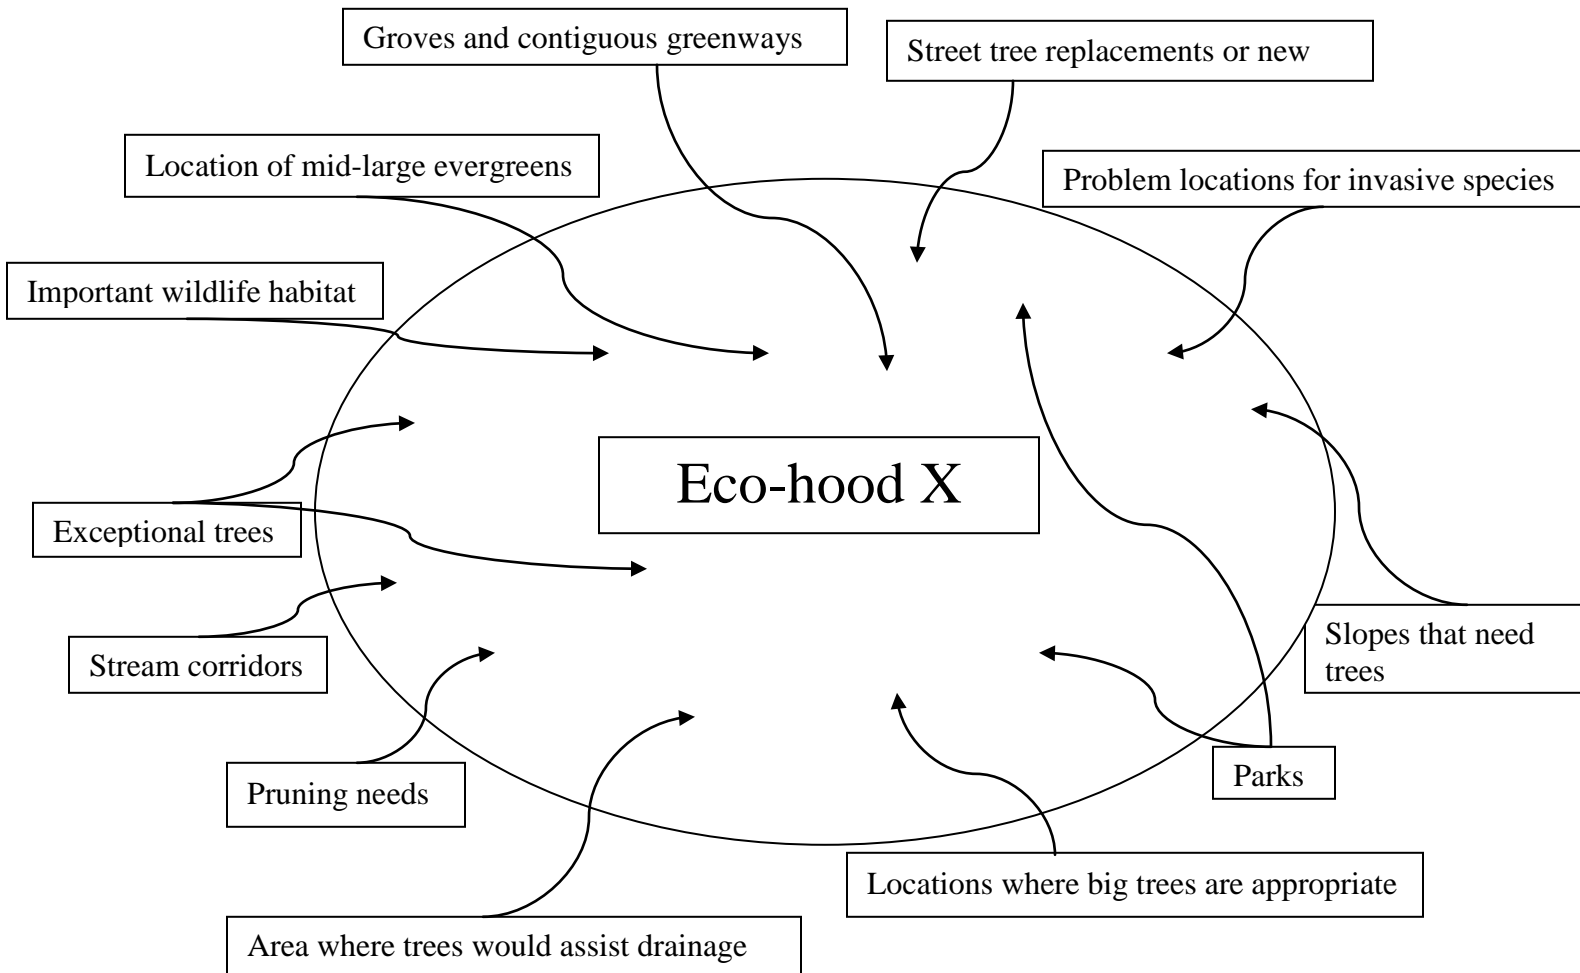 Groves and contiguous greenways
Street tree replacements or new
Location of mid-large evergreens
Problem locations for invasive species
Important wildlife habitat
Eco-hood X
Exceptional trees
Slopes that need
trees
Stream corridors
Parks
Pruning needs
Locations where big trees are appropriate
Area where trees would assist drainage